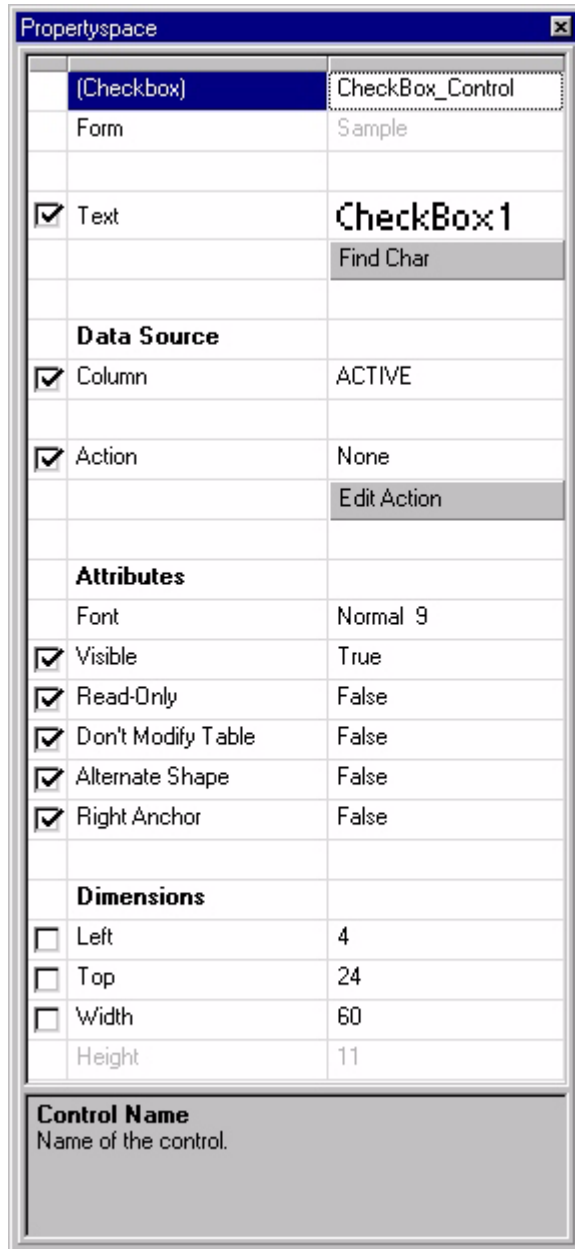 Propertyspace
(Checkbox) CheckBox_Control
Form Sample
Text CheckBox1
Find Char
Data Source
Column ACTIVE
Action None
Edit Action
Attributes
Font Normal 9
Visible True
Read-Only False
Don't Modify Table False
Alternate Shape False
Right Anchor False
Dimensions
Left 4
Top 24
Width 60
Height 11
Control Name
Name of the control.